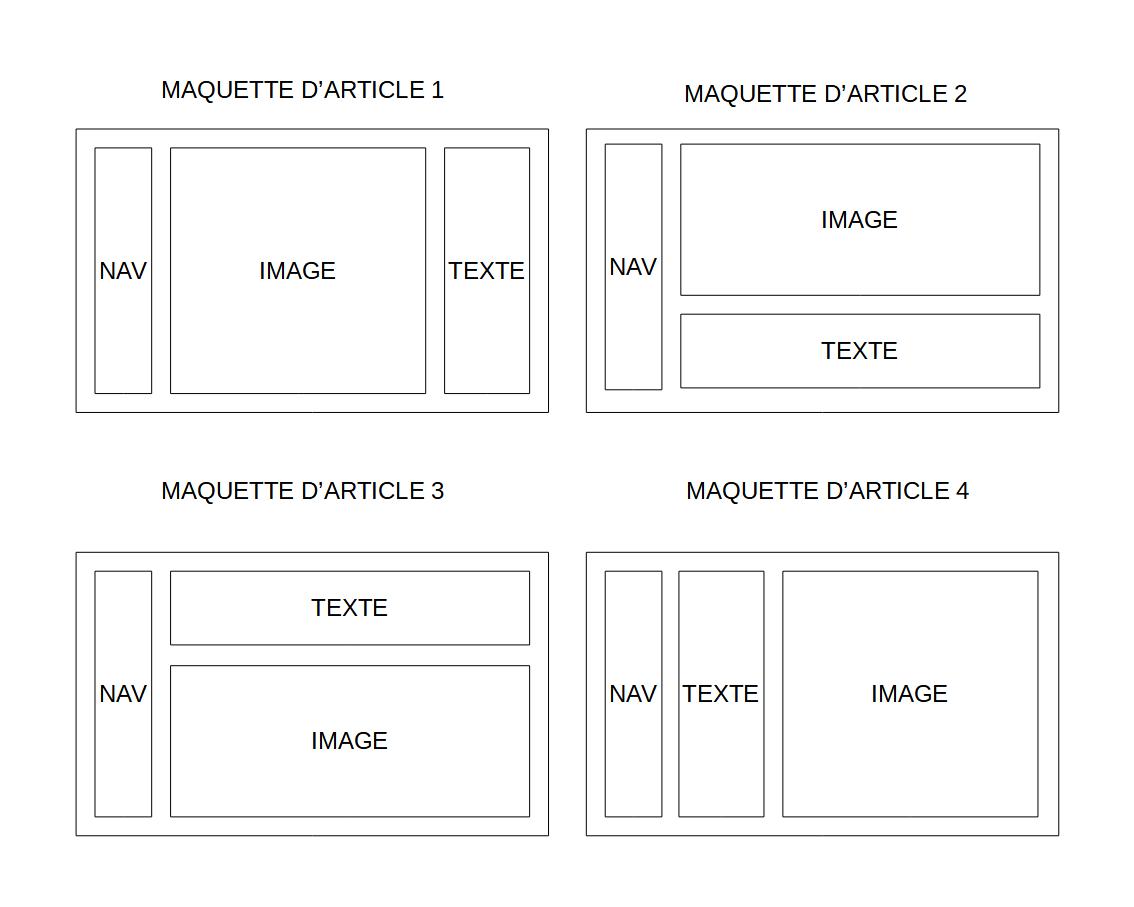 MAQUETTE D’ARTICLE 1
NAV
IMAGE
TEXTE
MAQUETTE D’ARTICLE 2
NAV
IMAGE
TEXTE
MAQUETTE D’ARTICLE 3
NAV
TEXTE
IMAGE
MAQUETTE D’ARTICLE 4
NAV
TEXTE
IMAGE